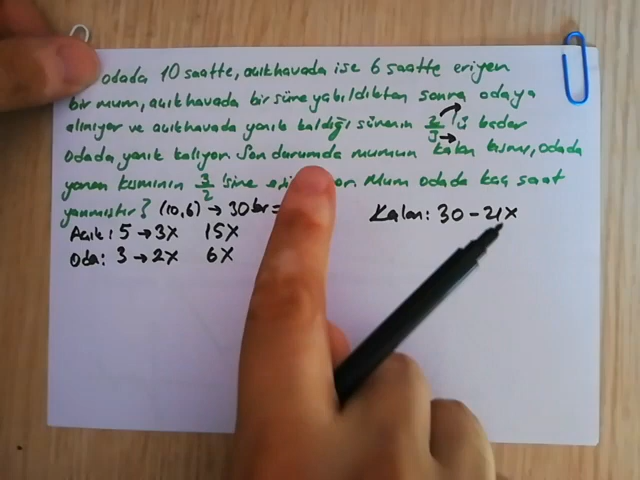 odada 10 saatte, açıkhavada ise 6 saatte eriyen
bir mum, açıkhavada bir süre yakıldıktan sonra odaya
alınıyor ve açıkhavada yanık kaldığı sürenin 2/3 'ü kadar
odada yanık kalıyor. Son durumda mumun kalan kısmı, odada
yanan kısmının 3/2 'sine Mum odada kaç saat
yanmıştır? (10,6) → 30 br =
Kalan: 30 - 21x
Açık: 5 → 3x 15x
Oda: 3 → 2x 6x